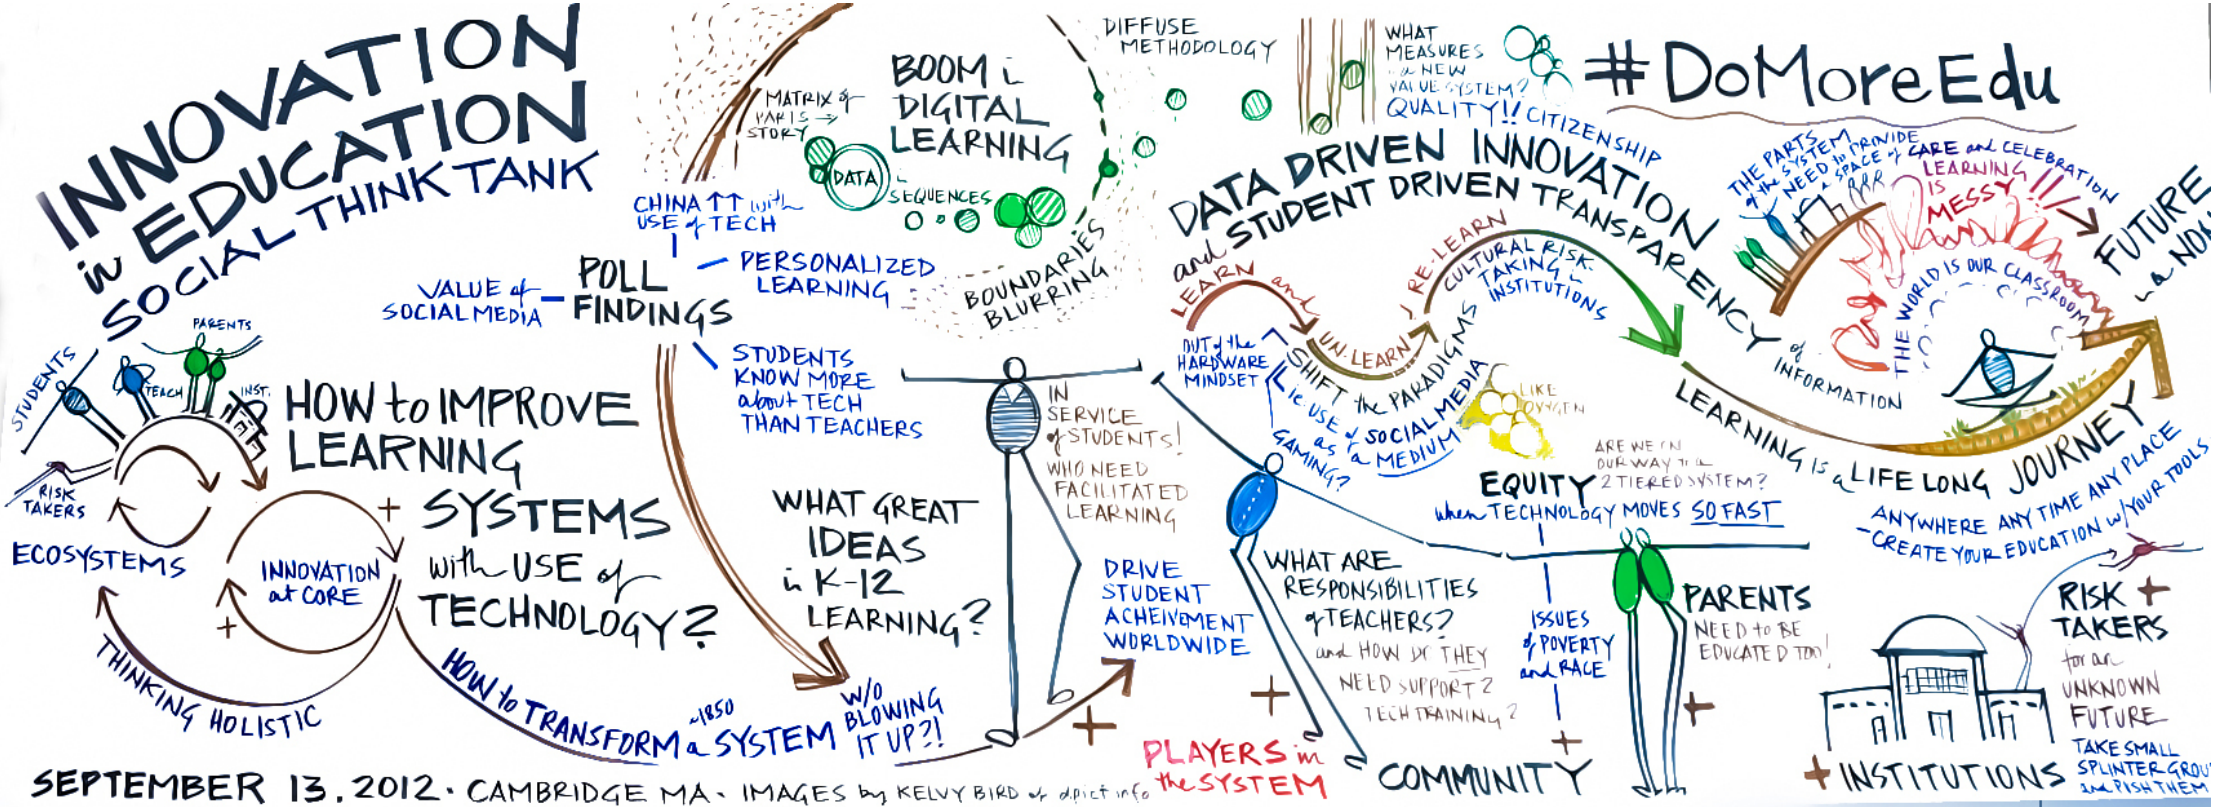 INNOVATION
in EDUCATION
SOCIAL THINK TANK
STUDENTS
TEACH
PARENTS
INST.
RISK
TAKERS
ECOSYSTEMS
INNOVATION
at CORE
+
+
THINKING HOLISTIC
HOW to IMPROVE
LEARNING
SYSTEMS
with USE of
TECHNOLOGY?
HOW to TRANSFORM a ~1850 SYSTEM
W/O
BLOWING
IT UP?!
POLL
FINDINGS
VALUE of
SOCIAL MEDIA
CHINA ↑↑ with
USE of TECH
PERSONALIZED
LEARNING
STUDENTS
KNOW MORE
about TECH
THAN TEACHERS
MATRIX of
PARTS →
STORY
BOOM in
DIGITAL
LEARNING
DATA
in
SEQUENCES
BOUNDARIES
BLURRING
DIFFUSE
METHODOLOGY
WHAT GREAT
IDEAS
in K-12
LEARNING?
IN
SERVICE
of STUDENTS!
WHO NEED
FACILITATED
LEARNING
DRIVE
STUDENT
ACHEIVEMENT
WORLDWIDE
+
WHAT
MEASURES
in a NEW
VALUE SYSTEM?
QUALITY!! CITIZENSHIP
#DoMoreEdu
DATA DRIVEN INNOVATION
and STUDENT DRIVEN TRANSPARENCY
of
INFORMATION
LEARN and
UN-LEARN
RE-LEARN
CULTURAL RISK-
TAKING in
INSTITUTIONS
OUT of the
HARDWARE
MINDSET
SHIFT the PARADIGMS
i.e. USE of SOCIAL MEDIA
as a MEDIUM
GAMING?
LIKE
OXYGEN
THE PARTS
of the SYSTEM
NEED to PROVIDE
a SPACE of CARE and CELEBRATION
LEARNING
IS
MESSY!!!
THE WORLD IS OUR CLASSROOM
FUTURE
is NOW
LEARNING is a LIFE LONG JOURNEY
ANYWHERE ANY TIME ANY PLACE
- CREATE YOUR EDUCATION w/ YOUR TOOLS
EQUITY
when TECHNOLOGY MOVES SO FAST
ARE WE ON
OUR WAY to a
2 TIERED SYSTEM?
WHAT ARE
RESPONSIBILITIES
of TEACHERS?
and HOW DO THEY
NEED SUPPORT?
TECH TRAINING?
+
ISSUES
of POVERTY
and RACE
+
COMMUNITY
PARENTS
NEED to BE
EDUCATED TOO!
+
+ INSTITUTIONS
RISK +
TAKERS
for an
UNKNOWN
FUTURE
TAKE SMALL
SPLINTER GROU
and PUSH THEM
PLAYERS in
the SYSTEM
SEPTEMBER 13, 2012 · CAMBRIDGE MA · IMAGES by KELVY BIRD of dpict info